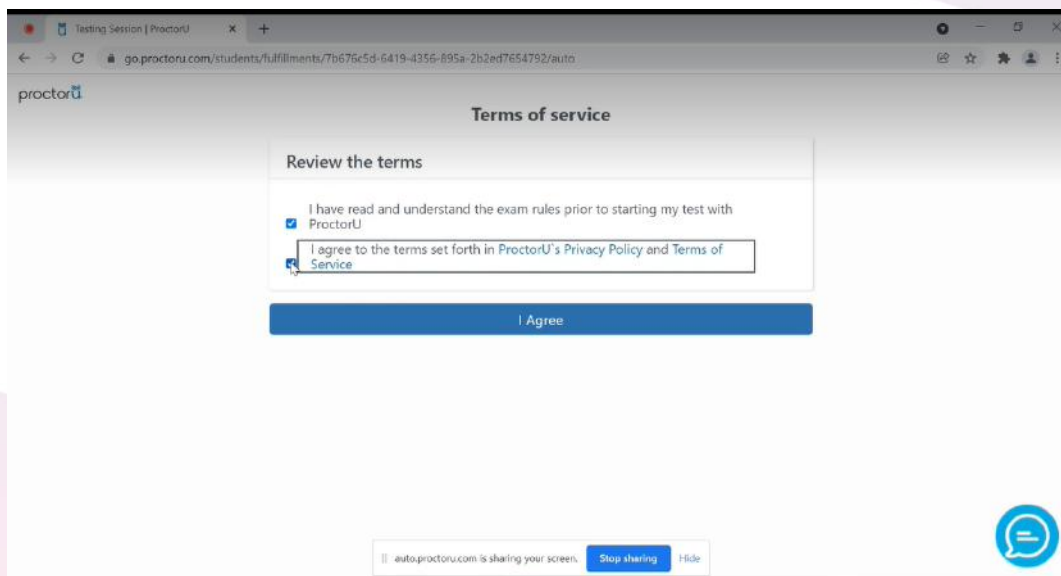 Testing Session | ProctorU
go.proctoru.com/students/fulfillments/7b676c5d-6419-4356-895a-2b2ed7654792/auto
proctorü
Terms of service
Review the terms
I have read and understand the exam rules prior to starting my test with
ProctorU
I agree to the terms set forth in ProctorU`s Privacy Policy and Terms of
Service
I Agree
auto.proctoru.com is sharing your screen. Stop sharing Hide